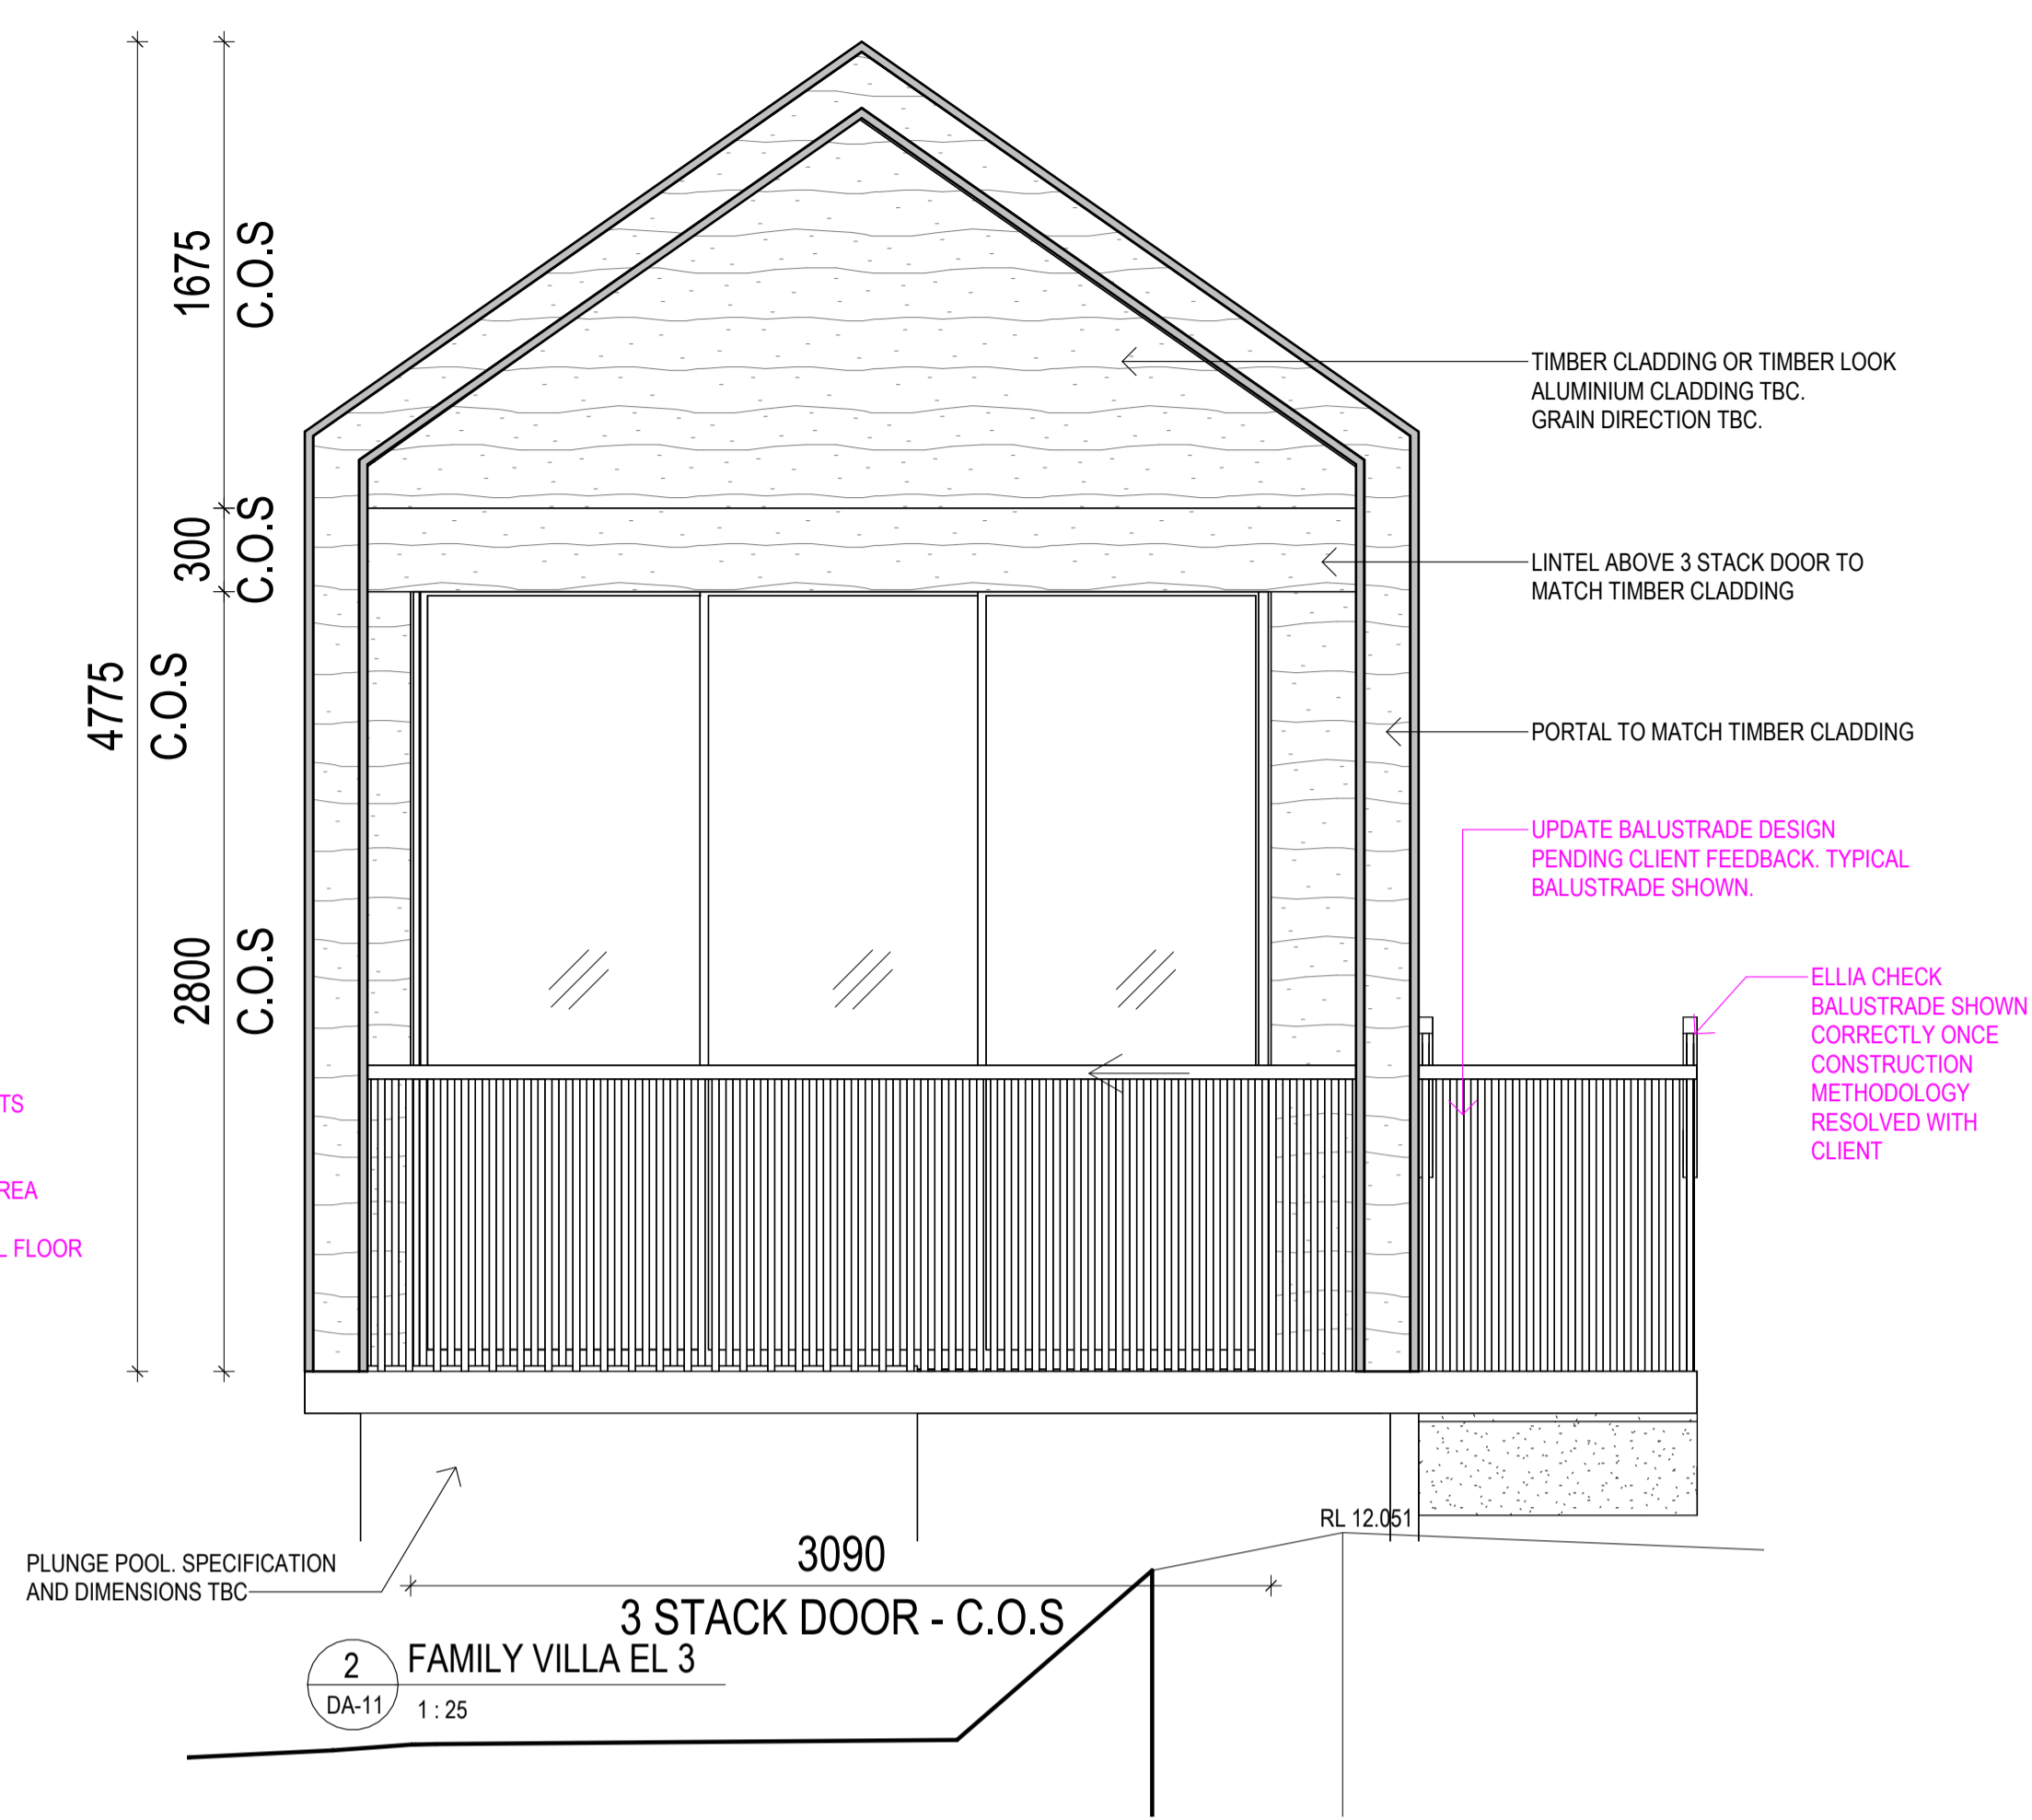 1675
C.O.S
300
C.O.S
4775
C.O.S
2800
C.O.S
TIMBER CLADDING OR TIMBER LOOK
ALUMINIUM CLADDING TBC.
GRAIN DIRECTION TBC.
LINTEL ABOVE 3 STACK DOOR TO
MATCH TIMBER CLADDING
PORTAL TO MATCH TIMBER CLADDING
UPDATE BALUSTRADE DESIGN
PENDING CLIENT FEEDBACK. TYPICAL
BALUSTRADE SHOWN.
ELLIA CHECK
BALUSTRADE SHOWN
CORRECTLY ONCE
CONSTRUCTION
METHODOLOGY
RESOLVED WITH
CLIENT
TS
REA
FLOOR
RL 12.051
PLUNGE POOL. SPECIFICATION
AND DIMENSIONS TBC
3090
3 STACK DOOR - C.O.S
2
DA-11
FAMILY VILLA EL 3
1 : 25